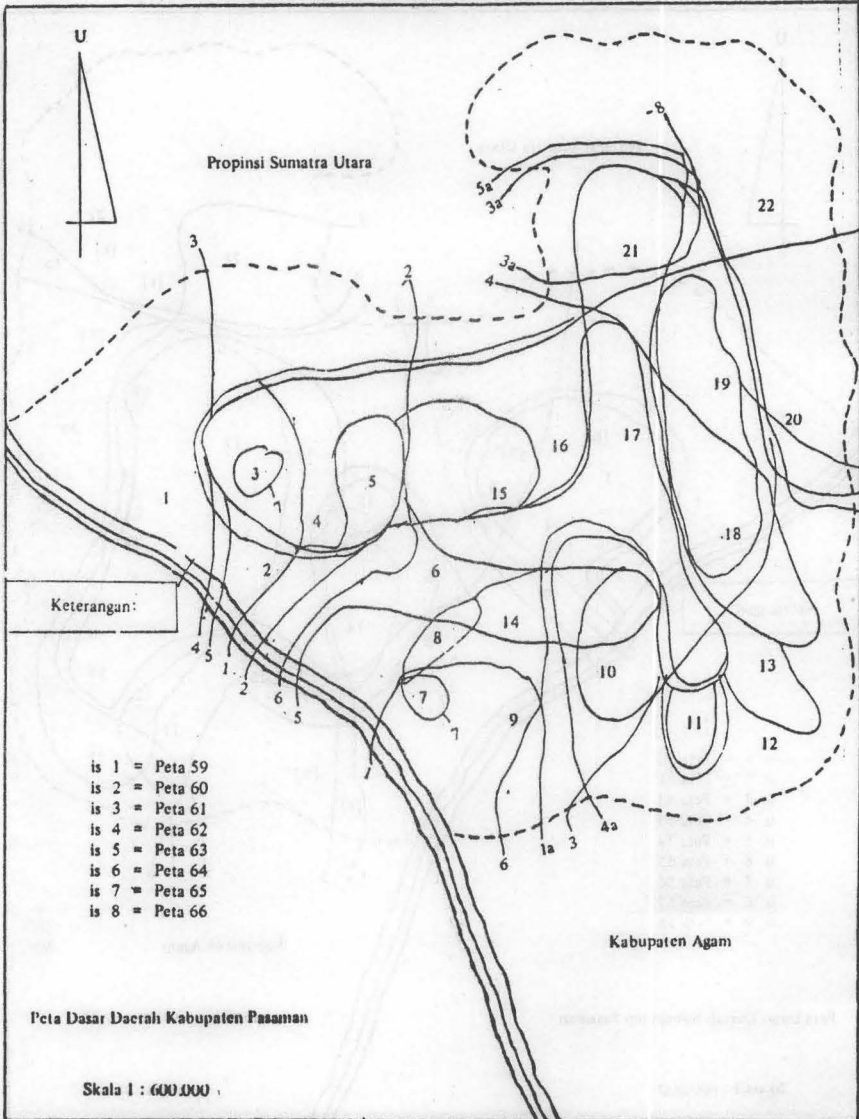 U
Propinsi Sumatra Utara
8
5a
3a
22
21
3
2
3a
4
19
20
17
16
3
5
15
1
4
18
2
6
Keterangan:
14
8
13
10
4
5
1
2
6
5
7
7
9
11
12
is 1 = Peta 59
is 2 = Peta 60
is 3 = Peta 61
is 4 = Peta 62
is 5 = Peta 63
is 6 = Peta 64
is 7 = Peta 65
is 8 = Peta 66
6
1a
3
4a
Kabupaten Agam
Peta Dasar Daerah Kabupaten Pasaman
Skala 1 : 600.000